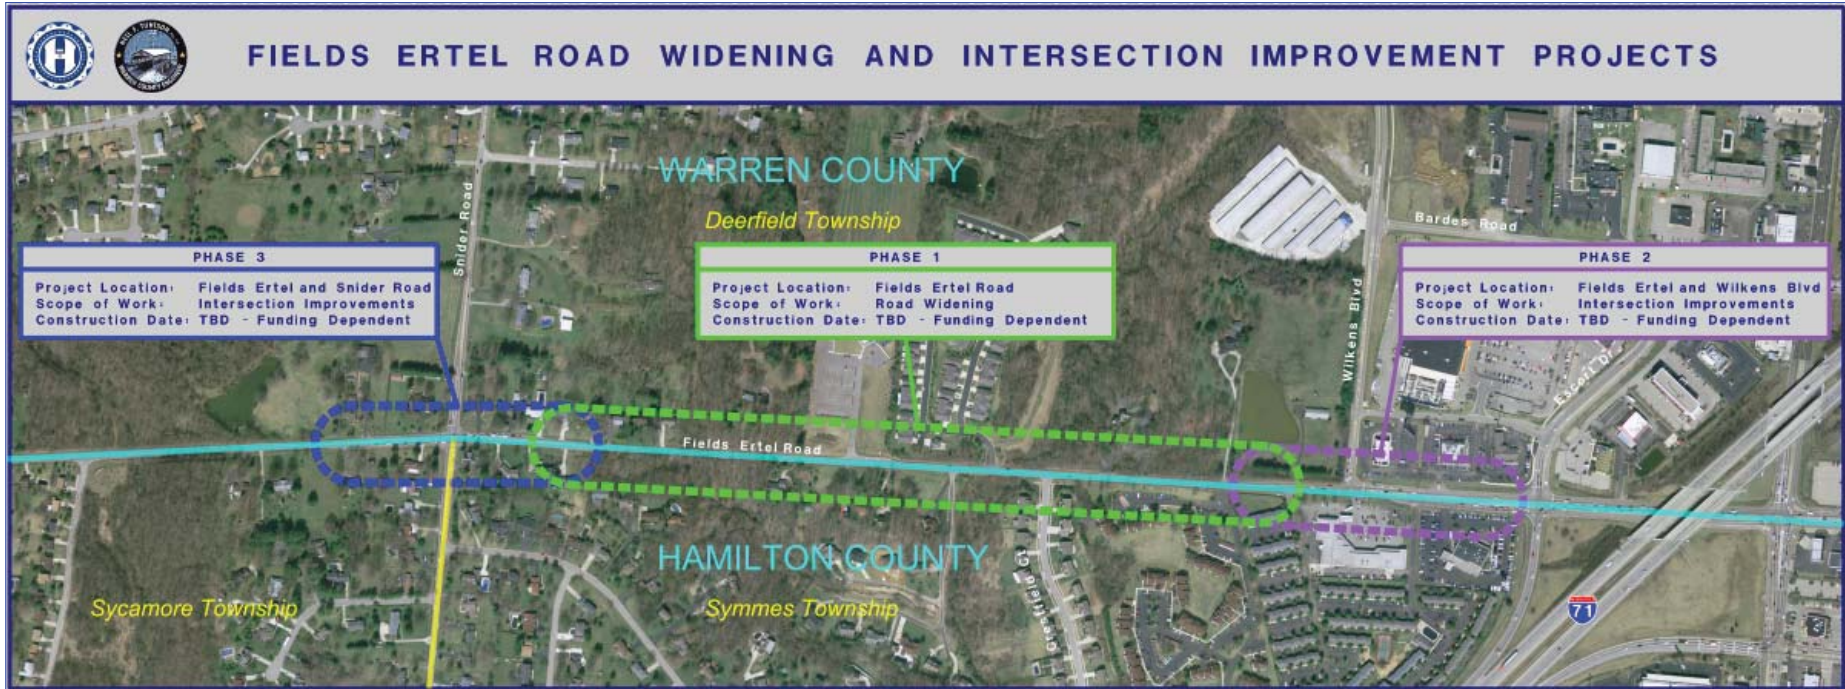 FIELDS ERTEL ROAD WIDENING AND INTERSECTION IMPROVEMENT PROJECTS
H
WARREN COUNTY
Deerfield Township
Snider Road
Bardes Road
PHASE 3
Project Location: Fields Ertel and Snider Road
Scope of Work: Intersection Improvements
Construction Date: TBD - Funding Dependent
PHASE 1
Project Location: Fields Ertel Road
Scope of Work: Road Widening
Construction Date: TBD - Funding Dependent
PHASE 2
Project Location: Fields Ertel and Wilkens Blvd
Scope of Work: Intersection Improvements
Construction Date: TBD - Funding Dependent
Wilkens Blvd
Escort Dr
Fields Ertel Road
HAMILTON COUNTY
Crestfield Ct
Sycamore Township
Symmes Township
71